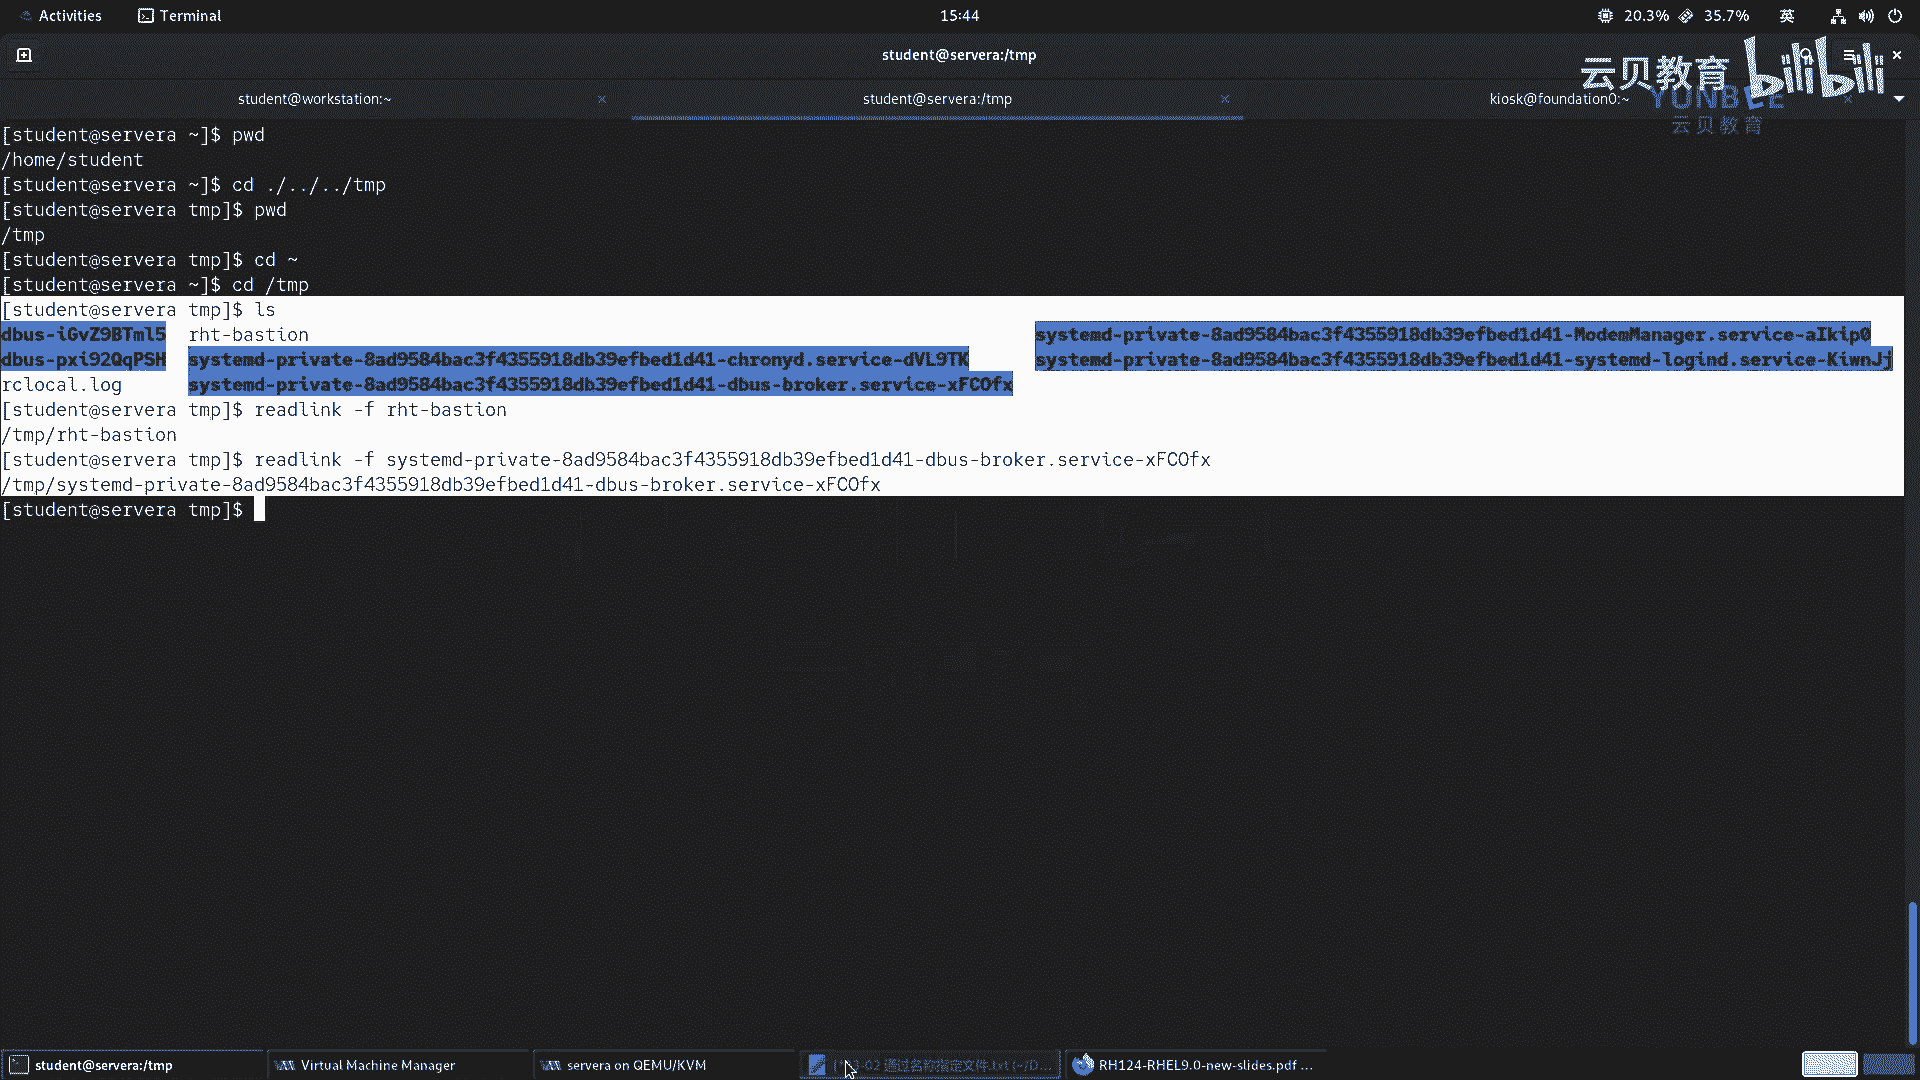 Activities Terminal 15:44 20.3% 35.7% 英
student@servera:/tmp
云贝教育 bilibili
student@workstation:~ × student@servera:/tmp × kiosk@foundation0:~ ×
YUNBEE
云贝教育
[student@servera ~]$ pwd
/home/student
[student@servera ~]$ cd ./../../tmp
[student@servera tmp]$ pwd
/tmp
[student@servera tmp]$ cd ~
[student@servera ~]$ cd /tmp
[student@servera tmp]$ ls
dbus-iGvZ9BTml5 rht-bastion systemd-private-8ad9584bac3f4355918db39efbed1d41-ModemManager.service-aIkip0
dbus-pxi92QqPSH systemd-private-8ad9584bac3f4355918db39efbed1d41-chronyd.service-dVL9TK systemd-private-8ad9584bac3f4355918db39efbed1d41-systemd-logind.service-KiwnJj
rclocal.log systemd-private-8ad9584bac3f4355918db39efbed1d41-dbus-broker.service-xFCOfx
[student@servera tmp]$ readlink -f rht-bastion
/tmp/rht-bastion
[student@servera tmp]$ readlink -f systemd-private-8ad9584bac3f4355918db39efbed1d41-dbus-broker.service-xFCOfx
/tmp/systemd-private-8ad9584bac3f4355918db39efbed1d41-dbus-broker.service-xFCOfx
[student@servera tmp]$
student@servera:/tmp Virtual Machine Manager servera on QEMU/KVM 通过名称指定文件.txt (~/D... RH124-RHEL9.0-new-slides.pdf ...